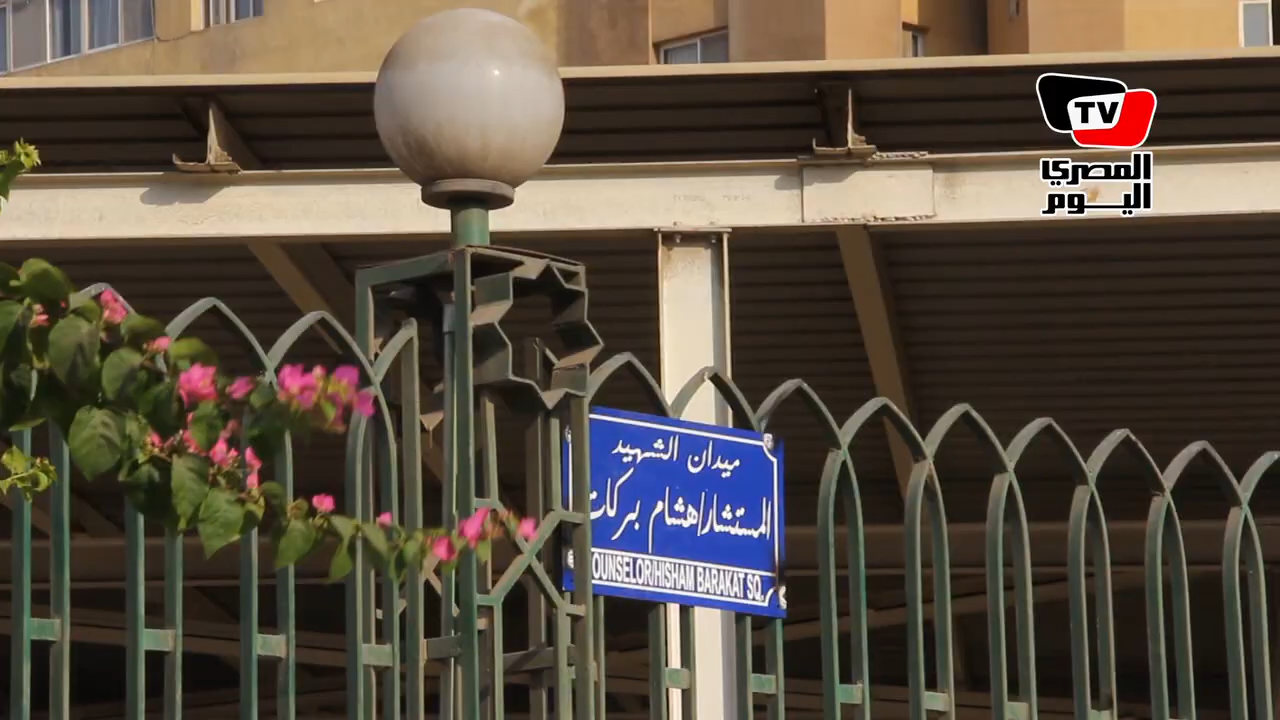 TV
المصري
اليوم
ميدان الشهيد
المستشار/هشام بركات
OUNSELOR/HISHAM BARAKAT SQ.